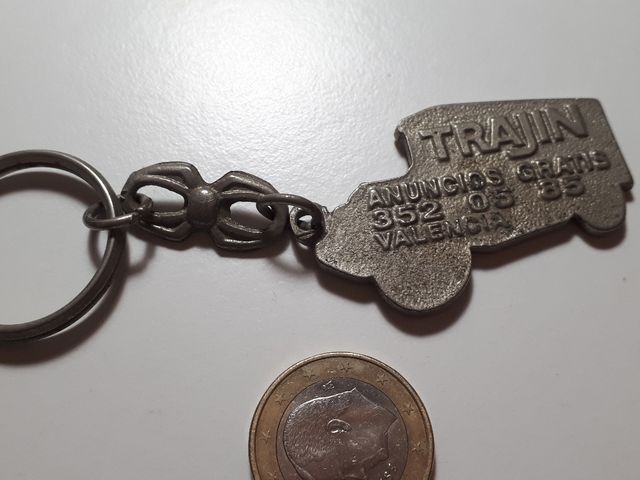 TRAJIN
ANUNCIOS GRATIS
352 05 85
VALENCIA